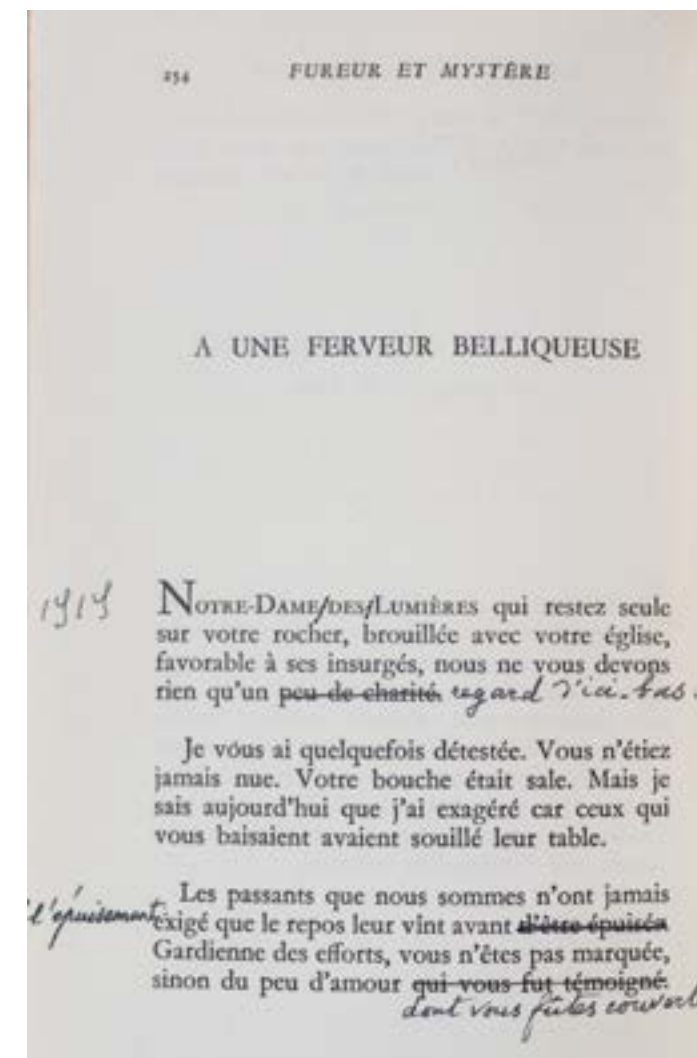 254 FUREUR ET MYSTÈRE
A UNE FERVEUR BELLIQUEUSE
1919
NOTRE-DAME/DES/LUMIÈRES qui restez seule
sur votre rocher, brouillée avec votre église,
favorable à ses insurgés, nous ne vous devons
rien qu'un peu de charité. regard d'ici-bas.
Je vous ai quelquefois détestée. Vous n'étiez
jamais nue. Votre bouche était sale. Mais je
sais aujourd'hui que j'ai exagéré car ceux qui
vous baisaient avaient souillé leur table.
Les passants que nous sommes n'ont jamais
l'épuisement. exigé que le repos leur vînt avant d'être épuisés
Gardienne des efforts, vous n'êtes pas marquée,
sinon du peu d'amour qui vous fut témoigné.
dont vous fûtes couvert